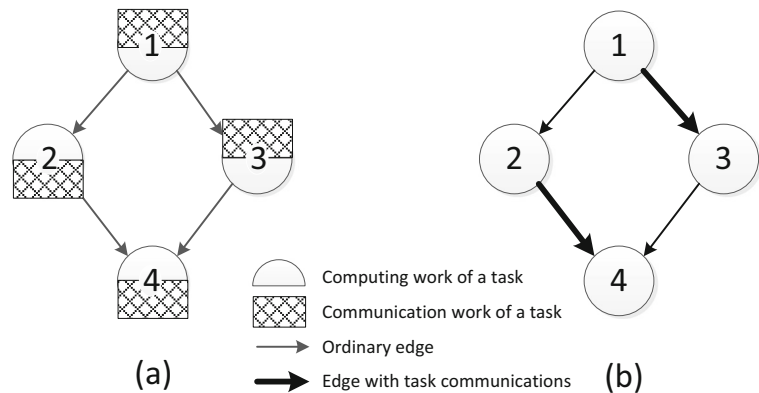 1
2
3
4
(a)
Computing work of a task
Communication work of a task
Ordinary edge
Edge with task communications
1
2
3
4
(b)